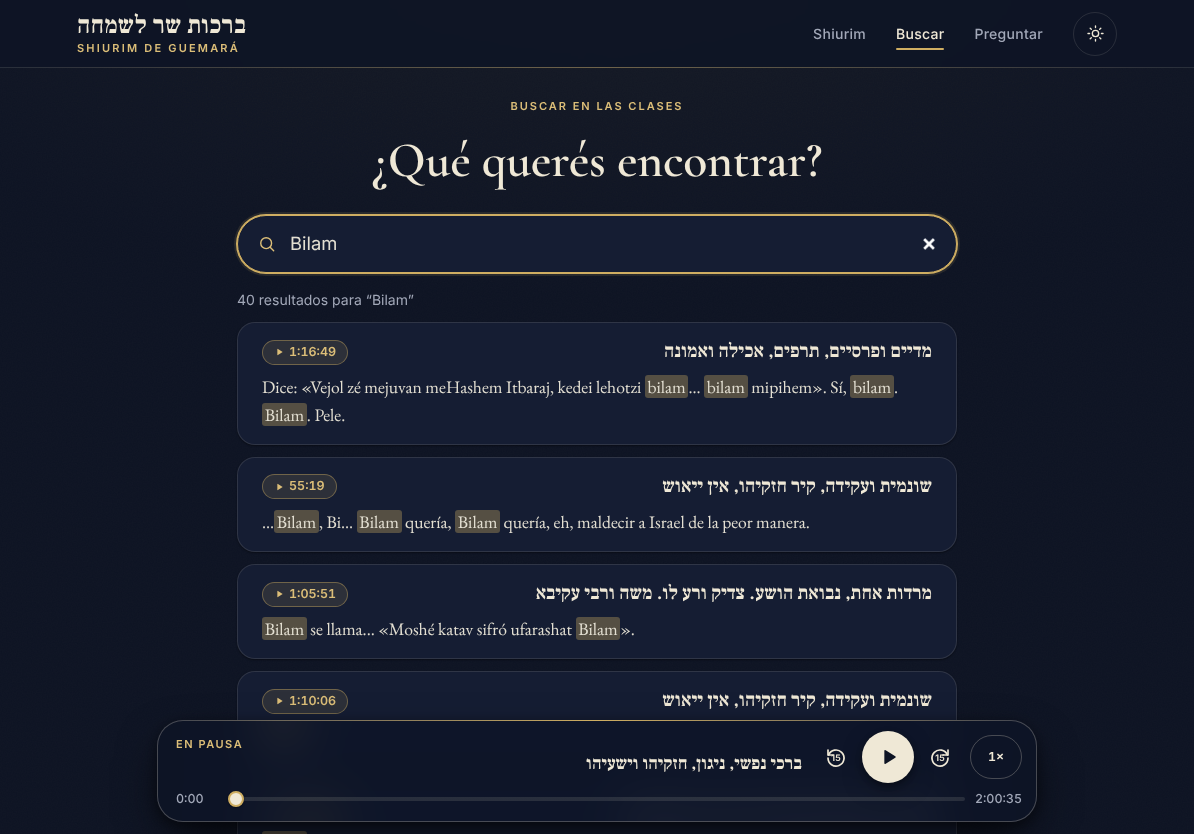 ברכות שר לשמחה
SHIURIM DE GUEMARÁ
Shiurim
Buscar
Preguntar
BUSCAR EN LAS CLASES
¿Qué querés encontrar?
Bilam
40 resultados para “Bilam”
1:16:49
מדיים ופרסיים, תרפים, אכילה ואמונה
Dice: «Vejol zé mejuvan meHashem Itbaraj, kedei lehotzi bilam... bilam mipihem». Sí, bilam.
Bilam. Pele.
55:19
שונמית ועקידה, קיר חזקיהו, אין ייאוש
...Bilam, Bi... Bilam quería, Bilam quería, eh, maldecir a Israel de la peor manera.
1:05:51
מרדות אחת, נבואת הושע. צדיק ורע לו. משה ורבי עקיבא
Bilam se llama... «Moshé katav sifró ufarashat Bilam».
1:10:06
שונמית ועקידה, קיר חזקיהו, אין ייאוש
EN PAUSA
ברכי נפשי, ניגון, חזקיהו וישעיהו
15
15
1×
0:00
2:00:35